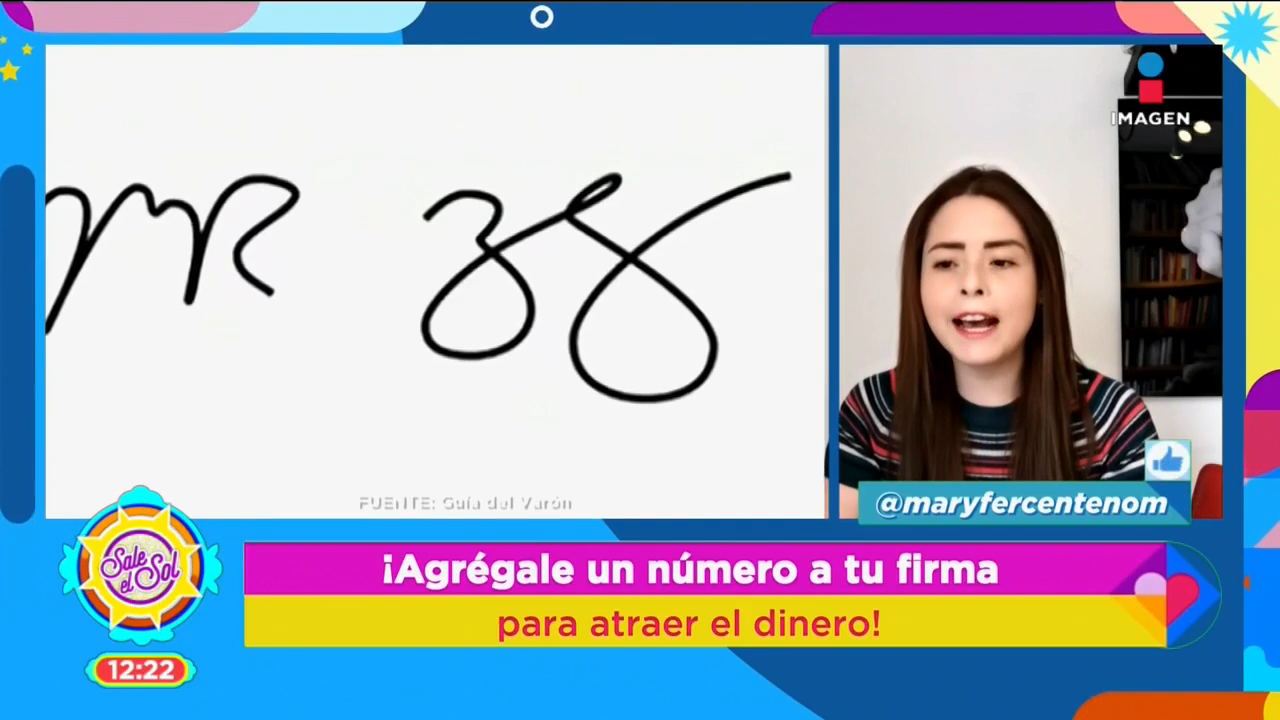 IMAGEN
FUENTE: Guía del Varón
@maryfercentenom
¡Agrégale un número a tu firma
para atraer el dinero!
Sale
el Sol
12:22